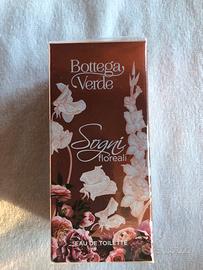 Bottega
Verde
Sogni
floreali
EAU DE TOILETTE